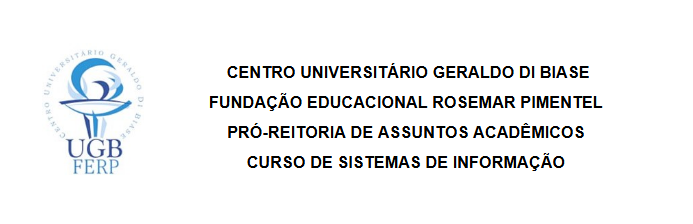 CENTRO UNIVERSITÁRIO GERALDO DI BIASE
UGB
FERP
CENTRO UNIVERSITÁRIO GERALDO DI BIASE
FUNDAÇÃO EDUCACIONAL ROSEMAR PIMENTEL
PRÓ-REITORIA DE ASSUNTOS ACADÊMICOS
CURSO DE SISTEMAS DE INFORMAÇÃO